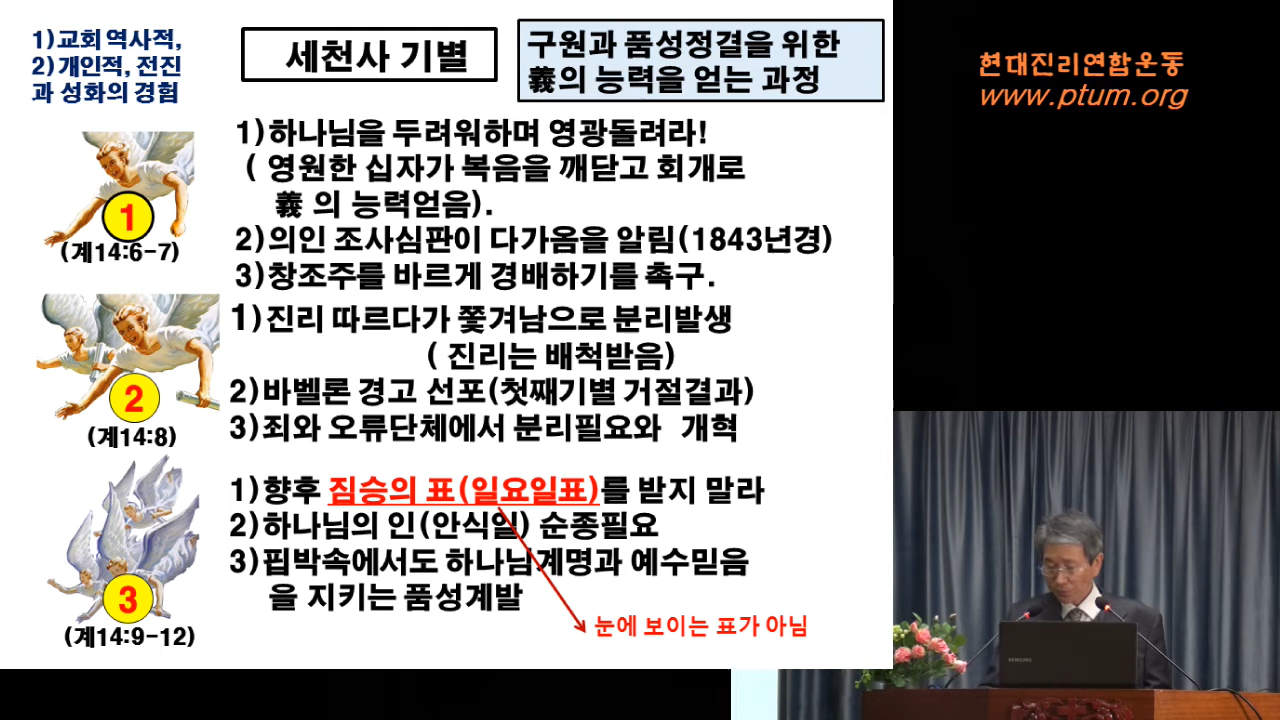 1)교회 역사적,
2)개인적, 전진
과 성화의 경험
세천사 기별
구원과 품성정결을 위한
義의 능력을 얻는 과정
현대진리연합운동
www.ptum.org
1
(계14:6-7)
1)하나님을 두려워하며 영광돌려라!
( 영원한 십자가 복음을 깨닫고 회개로
義 의 능력얻음).
2)의인 조사심판이 다가옴을 알림(1843년경)
3)창조주를 바르게 경배하기를 촉구.
2
(계14:8)
1)진리 따르다가 쫓겨남으로 분리발생
( 진리는 배척받음)
2)바벨론 경고 선포(첫째기별 거절결과)
3)죄와 오류단체에서 분리필요와 개혁
3
(계14:9-12)
1)향후 짐승의 표(일요일표)를 받지 말라
2)하나님의 인(안식일) 순종필요
3)핍박속에서도 하나님계명과 예수믿음
을 지키는 품성계발
눈에 보이는 표가 아님
SAMSUNG